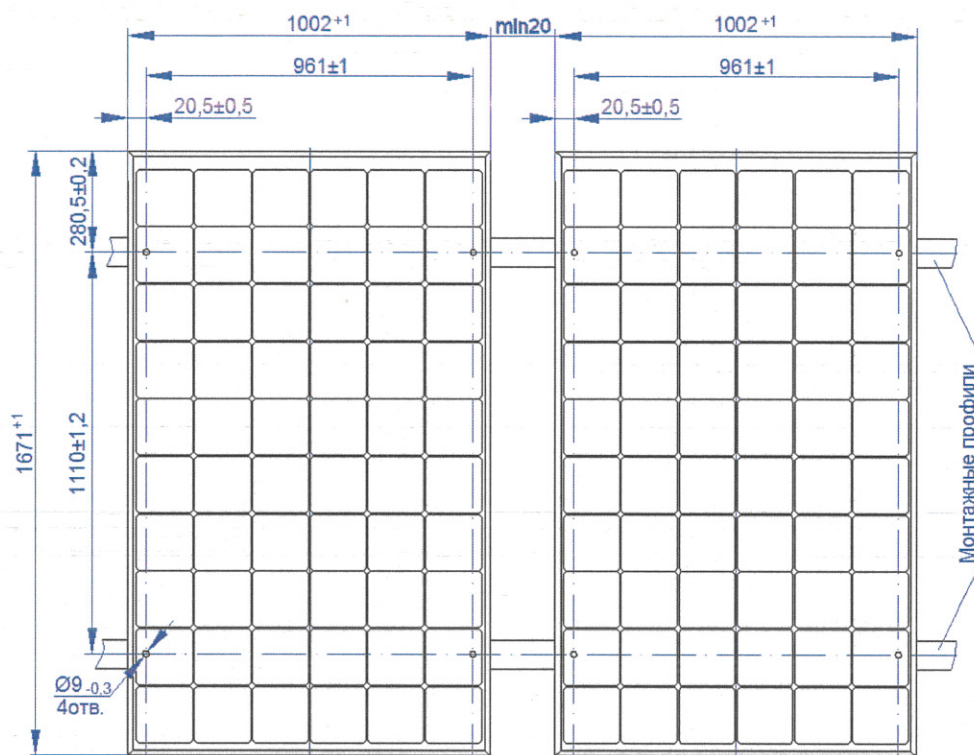 1002+1
min20
1002+1
961±1
961±1
20,5±0,5
20,5±0,5
280,5±0,2
1110±1,2
1671+1
Монтажные профили
Ø9-0,3
4отв.